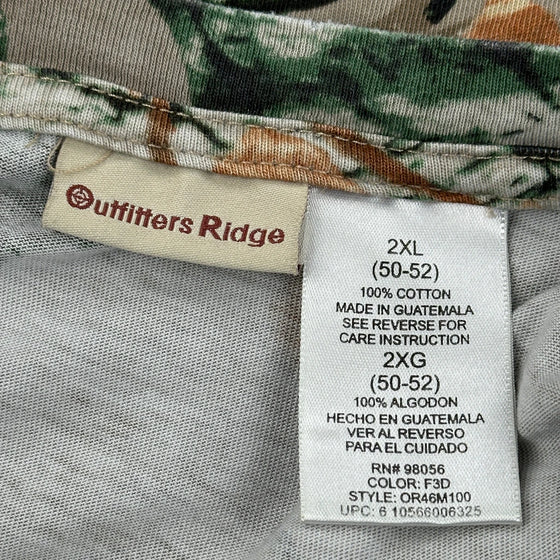 Outfitters Ridge
2XL
(50-52)
100% COTTON
MADE IN GUATEMALA
SEE REVERSE FOR
CARE INSTRUCTION
2XG
(50-52)
100% ALGODON
HECHO EN GUATEMALA
VER AL REVERSO
PARA EL CUIDADO
RN# 98056
COLOR: F3D
STYLE: OR46M100
UPC: 6 10566006325